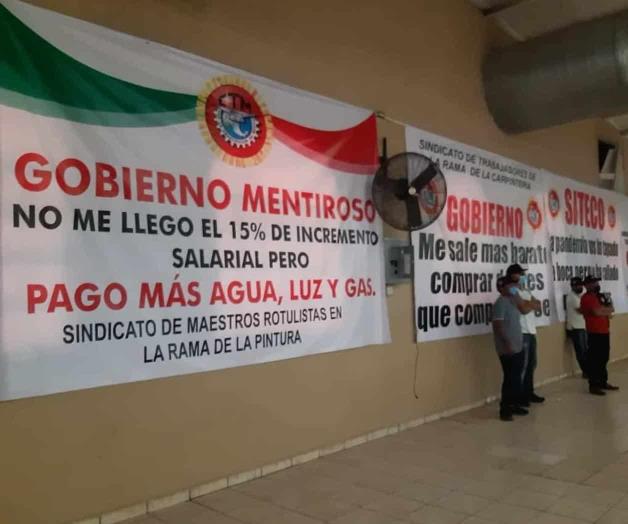 CTM
GOBIERNO MENTIROSO
NO ME LLEGO EL 15% DE INCREMENTO
SALARIAL PERO
PAGO MÁS AGUA, LUZ Y GAS.
SINDICATO DE MAESTROS ROTULISTAS EN
LA RAMA DE LA PINTURA
SINDICATO DE TRABAJADORES DE
LA RAMA DE LA CARPINTERIA
GOBIERNO
Me sale mas barato
comprar
que
SITECO
pandemia
boca